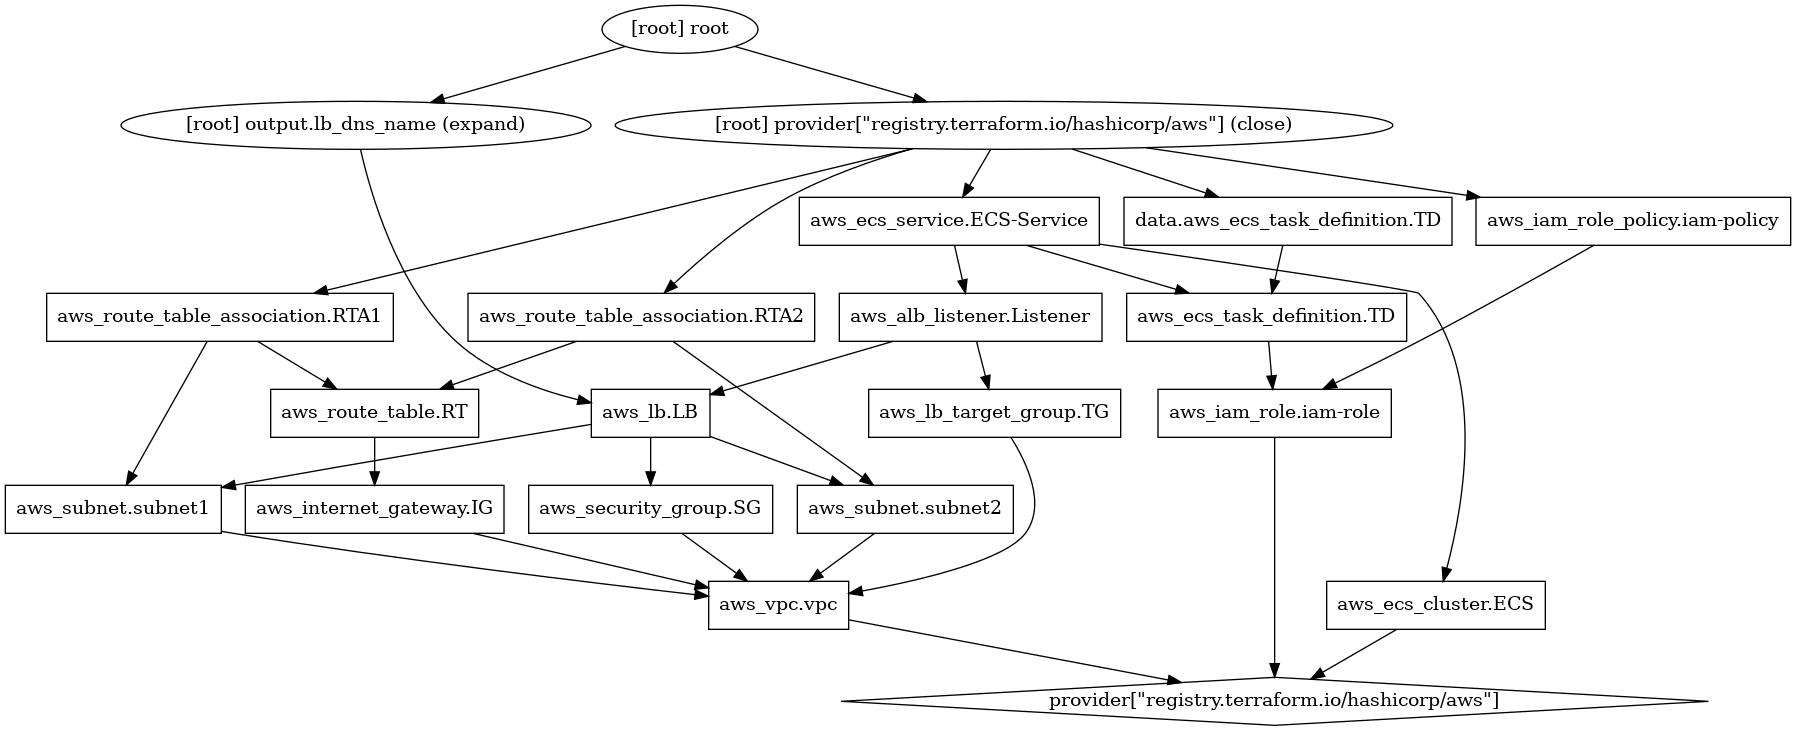 [root] root
[root] output.lb_dns_name (expand)
[root] provider[\"registry.terraform.io/hashicorp/aws\"] (close)
aws_ecs_service.ECS-Service
data.aws_ecs_task_definition.TD
aws_iam_role_policy.iam-policy
aws_route_table_association.RTA1
aws_route_table_association.RTA2
aws_alb_listener.Listener
aws_ecs_task_definition.TD
aws_route_table.RT
aws_lb.LB
aws_lb_target_group.TG
aws_iam_role.iam-role
aws_subnet.subnet1
aws_internet_gateway.IG
aws_security_group.SG
aws_subnet.subnet2
aws_vpc.vpc
aws_ecs_cluster.ECS
provider[\"registry.terraform.io/hashicorp/aws\"]